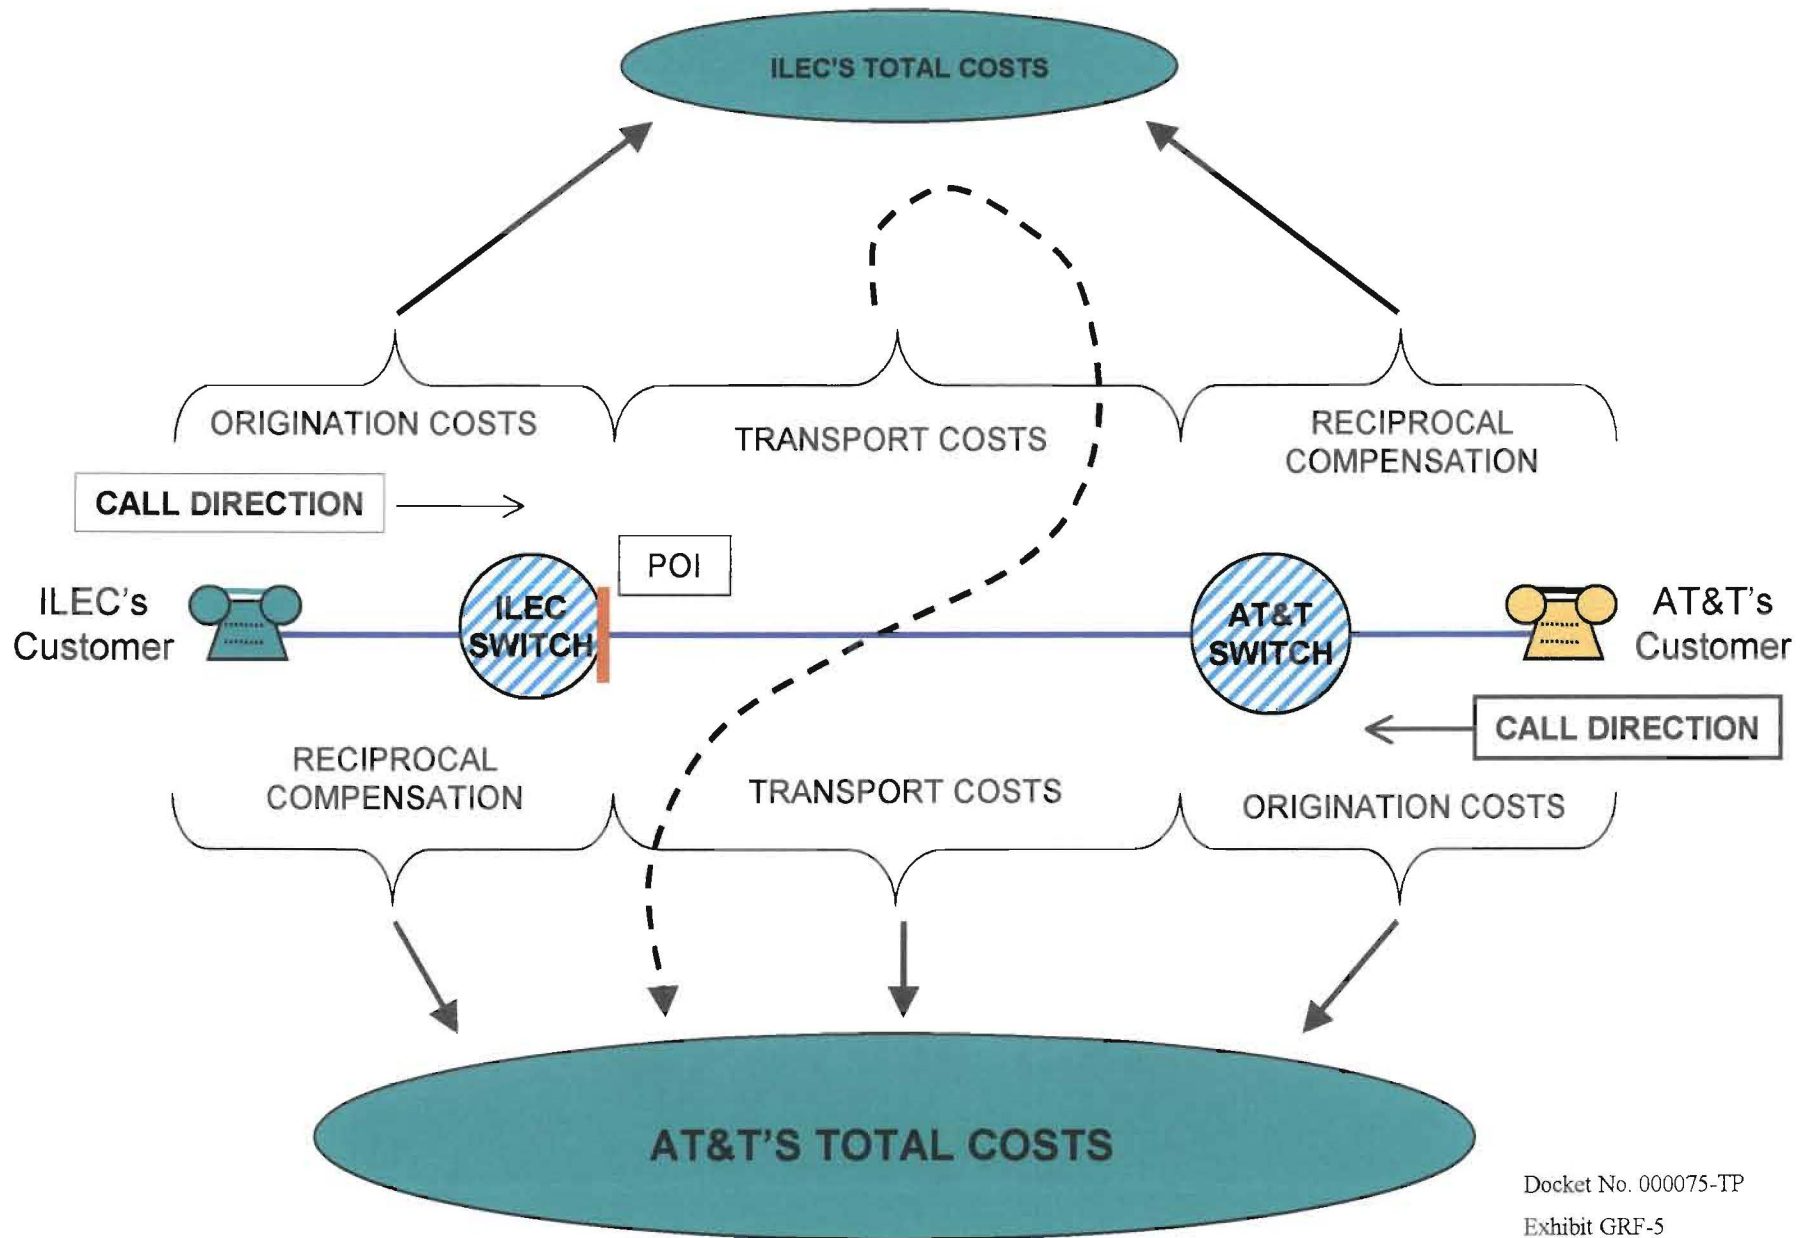 ILEC'S TOTAL COSTS
ORIGINATION COSTS
TRANSPORT COSTS
RECIPROCAL
COMPENSATION
CALL DIRECTION
POI
ILEC's
Customer
ILEC
SWITCH
AT&T
SWITCH
AT&T's
Customer
CALL DIRECTION
RECIPROCAL
COMPENSATION
TRANSPORT COSTS
ORIGINATION COSTS
AT&T'S TOTAL COSTS
Docket No. 000075-TP
Exhibit GRF-5